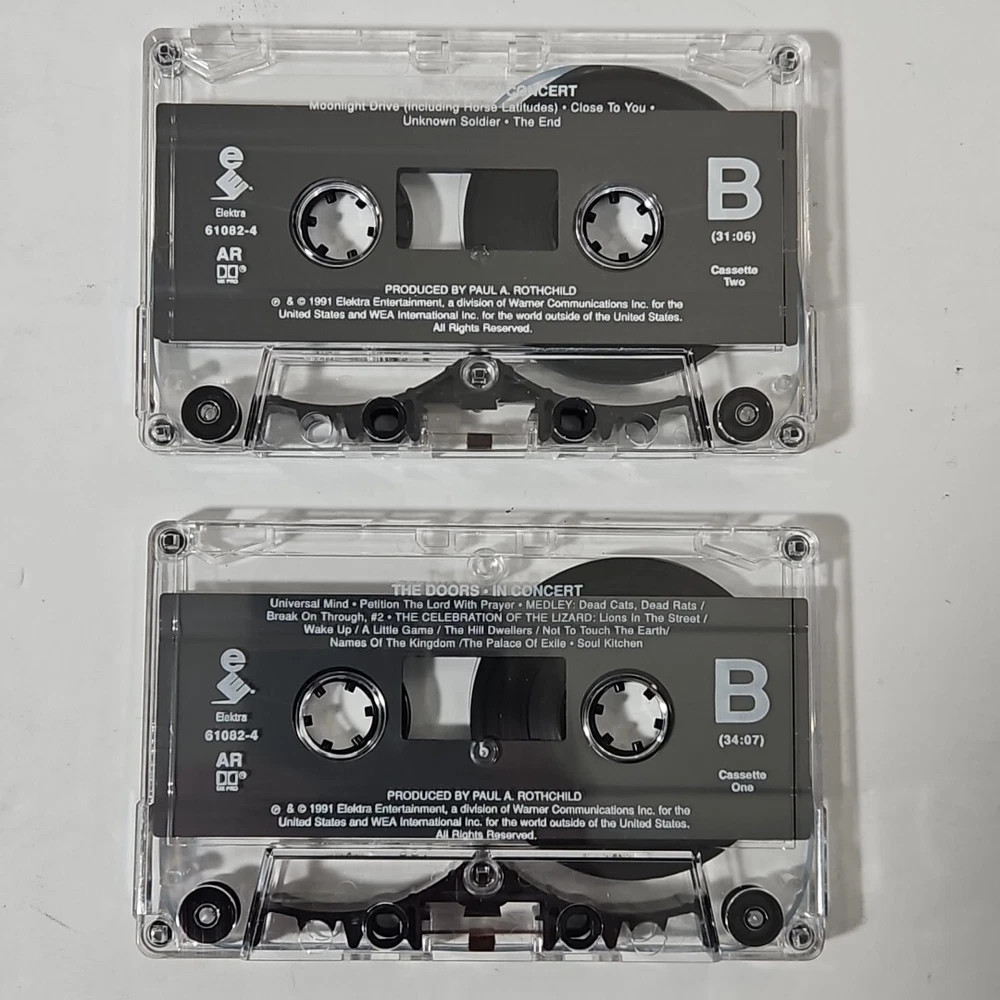 CONCERT
Moonlight Drive (including Horse Latitudes) • Close To You •
Unknown Soldier • The End
e
Elektra
61082-4
AR
B
(31:06)
Cassette
Two
PRODUCED BY PAUL A. ROTHCHILD
℗ & © 1991 Elektra Entertainment, a division of Warner Communications Inc. for the
United States and WEA International Inc. for the world outside of the United States.
All Rights Reserved.
THE DOORS • IN CONCERT
Universal Mind • Petition The Lord With Prayer • MEDLEY: Dead Cats, Dead Rats /
Break On Through, #2 • THE CELEBRATION OF THE LIZARD: Lions In The Street /
Wake Up / A Little Game / The Hill Dwellers / Not To Touch The Earth/
Names Of The Kingdom /The Palace Of Exile • Soul Kitchen
e
Elektra
61082-4
AR
B
(34:07)
Cassette
One
b
PRODUCED BY PAUL A. ROTHCHILD
℗ & © 1991 Elektra Entertainment, a division of Warner Communications Inc. for the
United States and WEA International Inc. for the world outside of the United States.
All Rights Reserved.